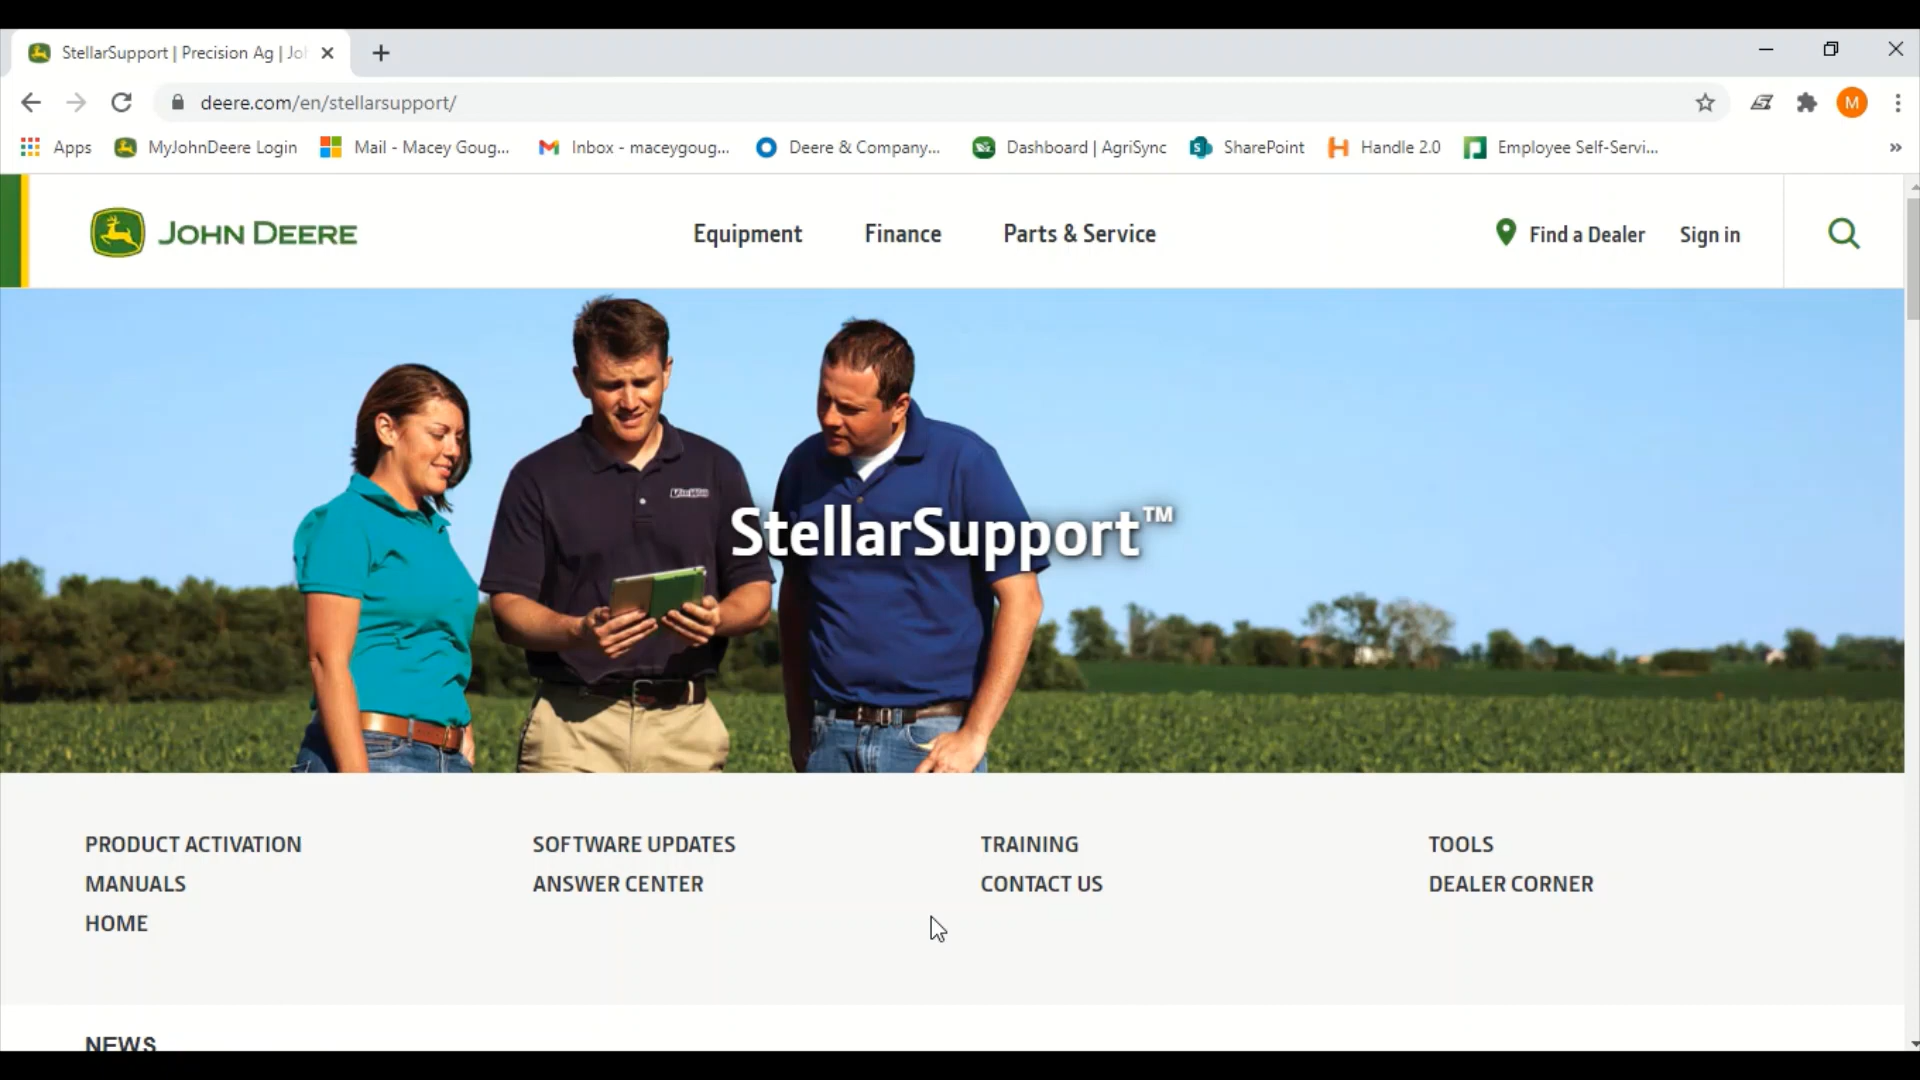 StellarSupport | Precision Ag | Joh
deere.com/en/stellarsupport/
M
Apps
MyJohnDeere Login
Mail - Macey Goug...
Inbox - maceygoug...
Deere & Company...
Dashboard | AgriSync
SharePoint
Handle 2.0
Employee Self-Servi...
»
JOHN DEERE
Equipment
Finance
Parts & Service
Find a Dealer
Sign in
StellarSupport™
PRODUCT ACTIVATION
SOFTWARE UPDATES
TRAINING
TOOLS
MANUALS
ANSWER CENTER
CONTACT US
DEALER CORNER
HOME
NEWS